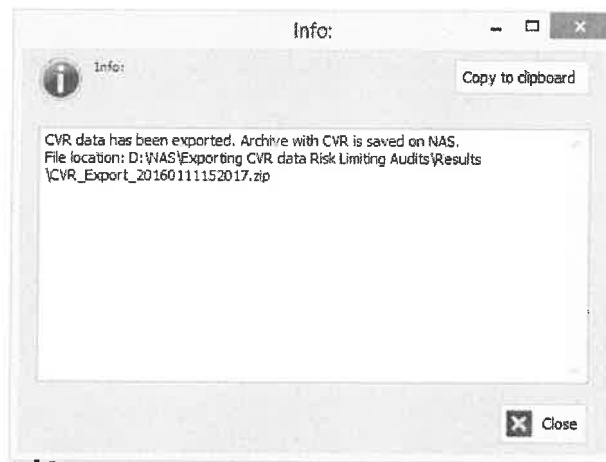 Info:
Info:
Copy to clipboard
CVR data has been exported. Archive with CVR is saved on NAS.
File location: D:\NAS\Exporting CVR data Risk Limiting Audits\Results
\CVR_Export_20160111152017.zip
Close